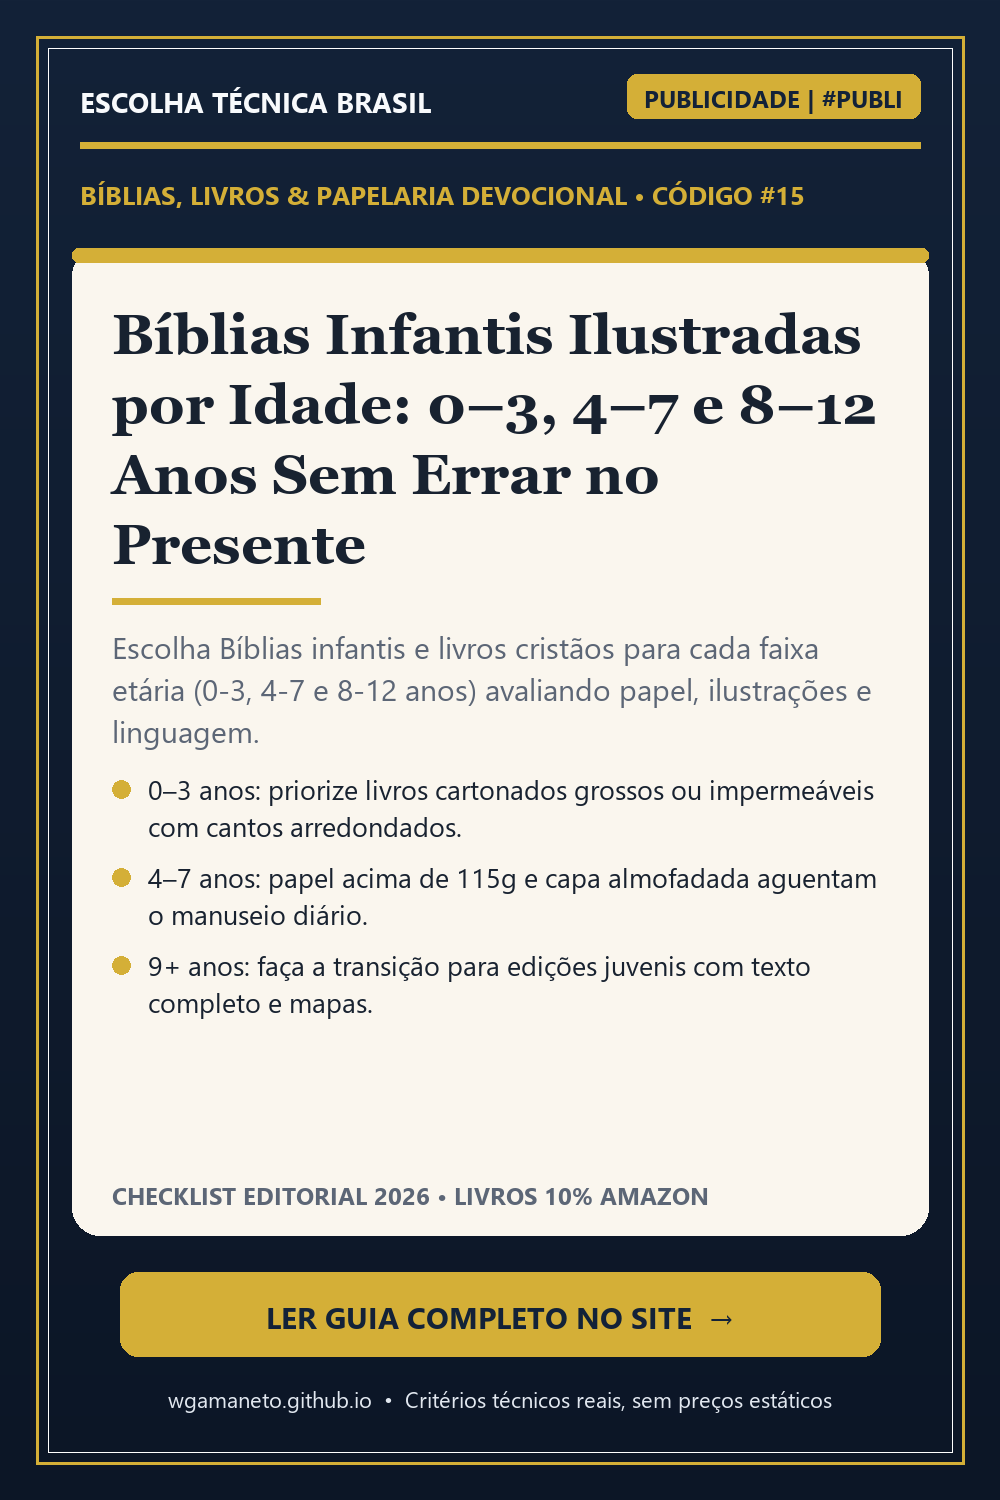 ESCOLHA TÉCNICA BRASIL
PUBLICIDADE | #PUBLI
BÍBLIAS, LIVROS & PAPELARIA DEVOCIONAL • CÓDIGO #15
Bíblias Infantis Ilustradas
por Idade: 0–3, 4–7 e 8–12
Anos Sem Errar no
Presente
Escolha Bíblias infantis e livros cristãos para cada faixa
etária (0-3, 4-7 e 8-12 anos) avaliando papel, ilustrações e
linguagem.
0–3 anos: priorize livros cartonados grossos ou impermeáveis
com cantos arredondados.
4–7 anos: papel acima de 115g e capa almofadada aguentam
o manuseio diário.
9+ anos: faça a transição para edições juvenis com texto
completo e mapas.
CHECKLIST EDITORIAL 2026 • LIVROS 10% AMAZON
LER GUIA COMPLETO NO SITE →
wgamaneto.github.io • Critérios técnicos reais, sem preços estáticos